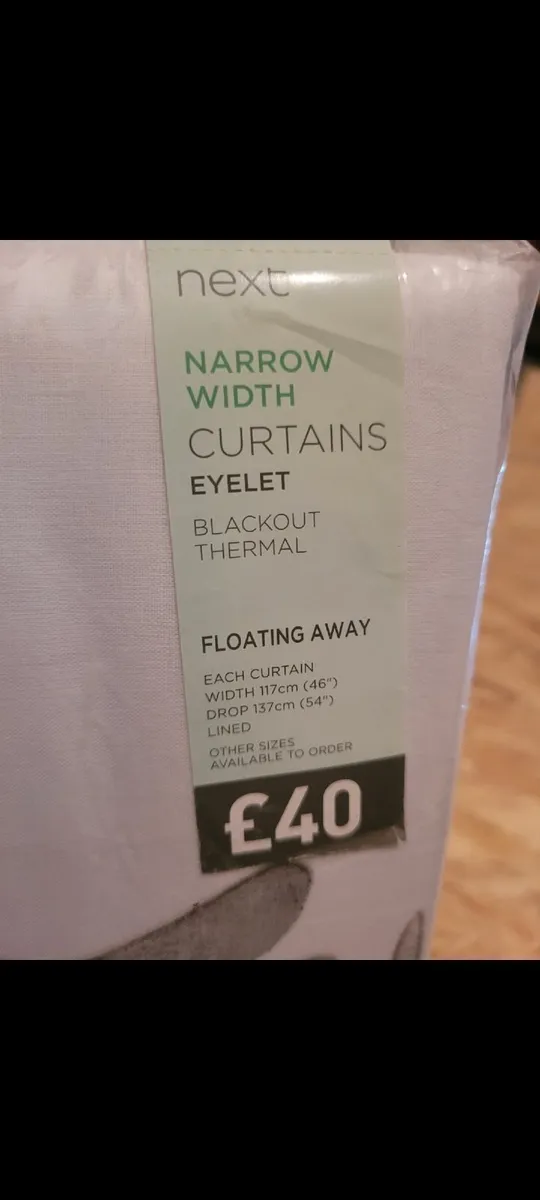 next
NARROW
WIDTH
CURTAINS
EYELET
BLACKOUT
THERMAL
FLOATING AWAY
EACH CURTAIN
WIDTH 117cm (46")
DROP 137cm (54")
LINED
OTHER SIZES
AVAILABLE TO ORDER
£40